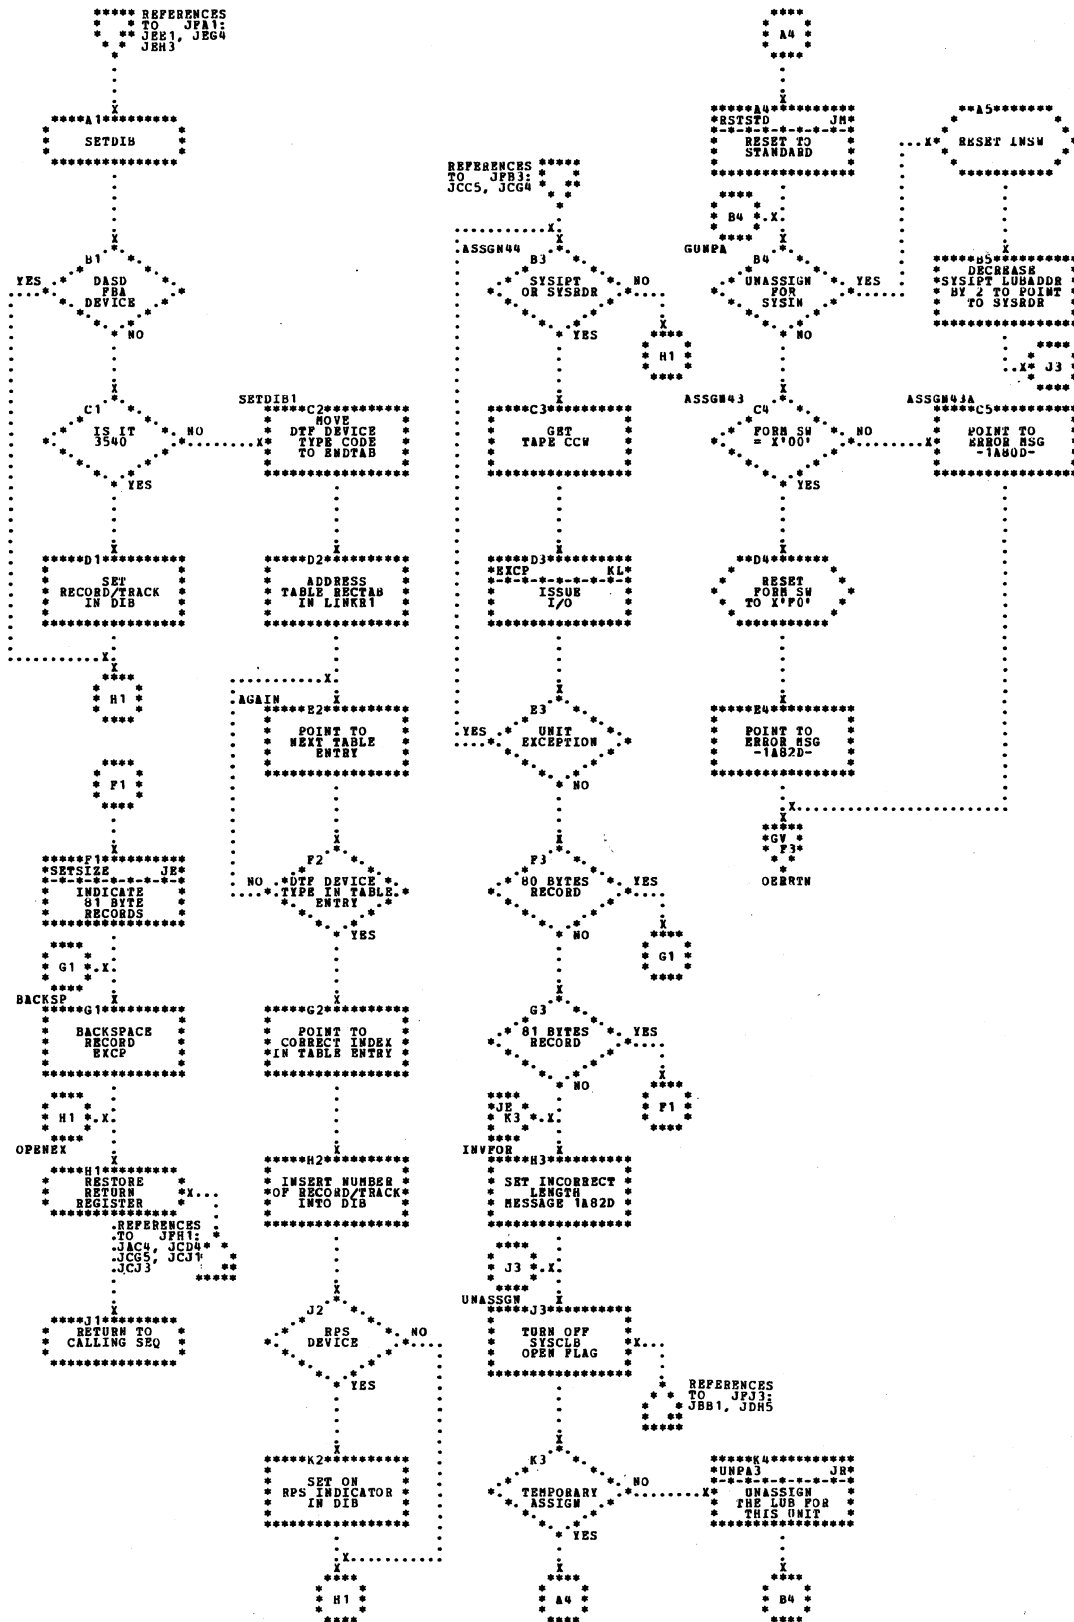 REFERENCES
TO JFA1:
JEE1, JEG4
JEH3
A1
SETDIB
B1
DASD
FBA
DEVICE
YES
NO
C1
IS IT
3540
NO
YES
D1
SET
RECORD/TRACK
IN DIB
H1
F1
F1
SETSIZE JE
INDICATE
81 BYTE
RECORDS
G1
BACKSP
G1
BACKSPACE
RECORD
EXCP
H1
OPENEX
H1
RESTORE
RETURN
REGISTER
REFERENCES
TO JFH1:
JAC4, JCD4
JCG5, JCJ1
JCJ3
J1
RETURN TO
CALLING SEQ
SETDIB1
C2
MOVE
DTF DEVICE
TYPE CODE
TO ENDTAB
D2
ADDRESS
TABLE RECTAB
IN LINKR1
AGAIN
E2
POINT TO
NEXT TABLE
ENTRY
F2
DTF DEVICE
TYPE IN TABLE
ENTRY
NO
YES
G2
POINT TO
CORRECT INDEX
IN TABLE ENTRY
H2
INSERT NUMBER
OF RECORD/TRACK
INTO DIB
J2
RPS
DEVICE
NO
YES
K2
SET ON
RPS INDICATOR
IN DIB
H1
REFERENCES
TO JFB3:
JCC5, JCG4
ASSGN44
B3
SYSIPT
OR SYSRDR
NO
YES
H1
C3
GET
TAPE CCW
D3
EXCP KL
ISSUE
I/O
E3
UNIT
EXCEPTION
YES
NO
F3
80 BYTES
RECORD
YES
NO
G1
G3
81 BYTES
RECORD
YES
NO
F1
JE
K3
INVFOR
H3
SET INCORRECT
LENGTH
MESSAGE 1A82D
J3
UNASSGN
J3
TURN OFF
SYSCLB
OPEN FLAG
REFERENCES
TO JFJ3:
JBB1, JDH5
K3
TEMPORARY
ASSIGN
NO
YES
A4
A4
A4
RSTSTD JM
RESET TO
STANDARD
B4
GUNPA
B4
UNASSIGN
FOR
SYSIN
YES
NO
ASSGN43
C4
FORM SW
= X'00'
NO
YES
D4
RESET
FORM SW
TO X'F0'
E4
POINT TO
ERROR MSG
-1A82D-
GV
F3
OERRTN
K4
UNPA3 JR
UNASSIGN
THE LUB FOR
THIS UNIT
B4
A5
RESET INSW
B5
DECREASE
SYSIPT LUBADDR
BY 2 TO POINT
TO SYSRDR
J3
ASSGN43A
C5
POINT TO
ERROR MSG
-1A80D-